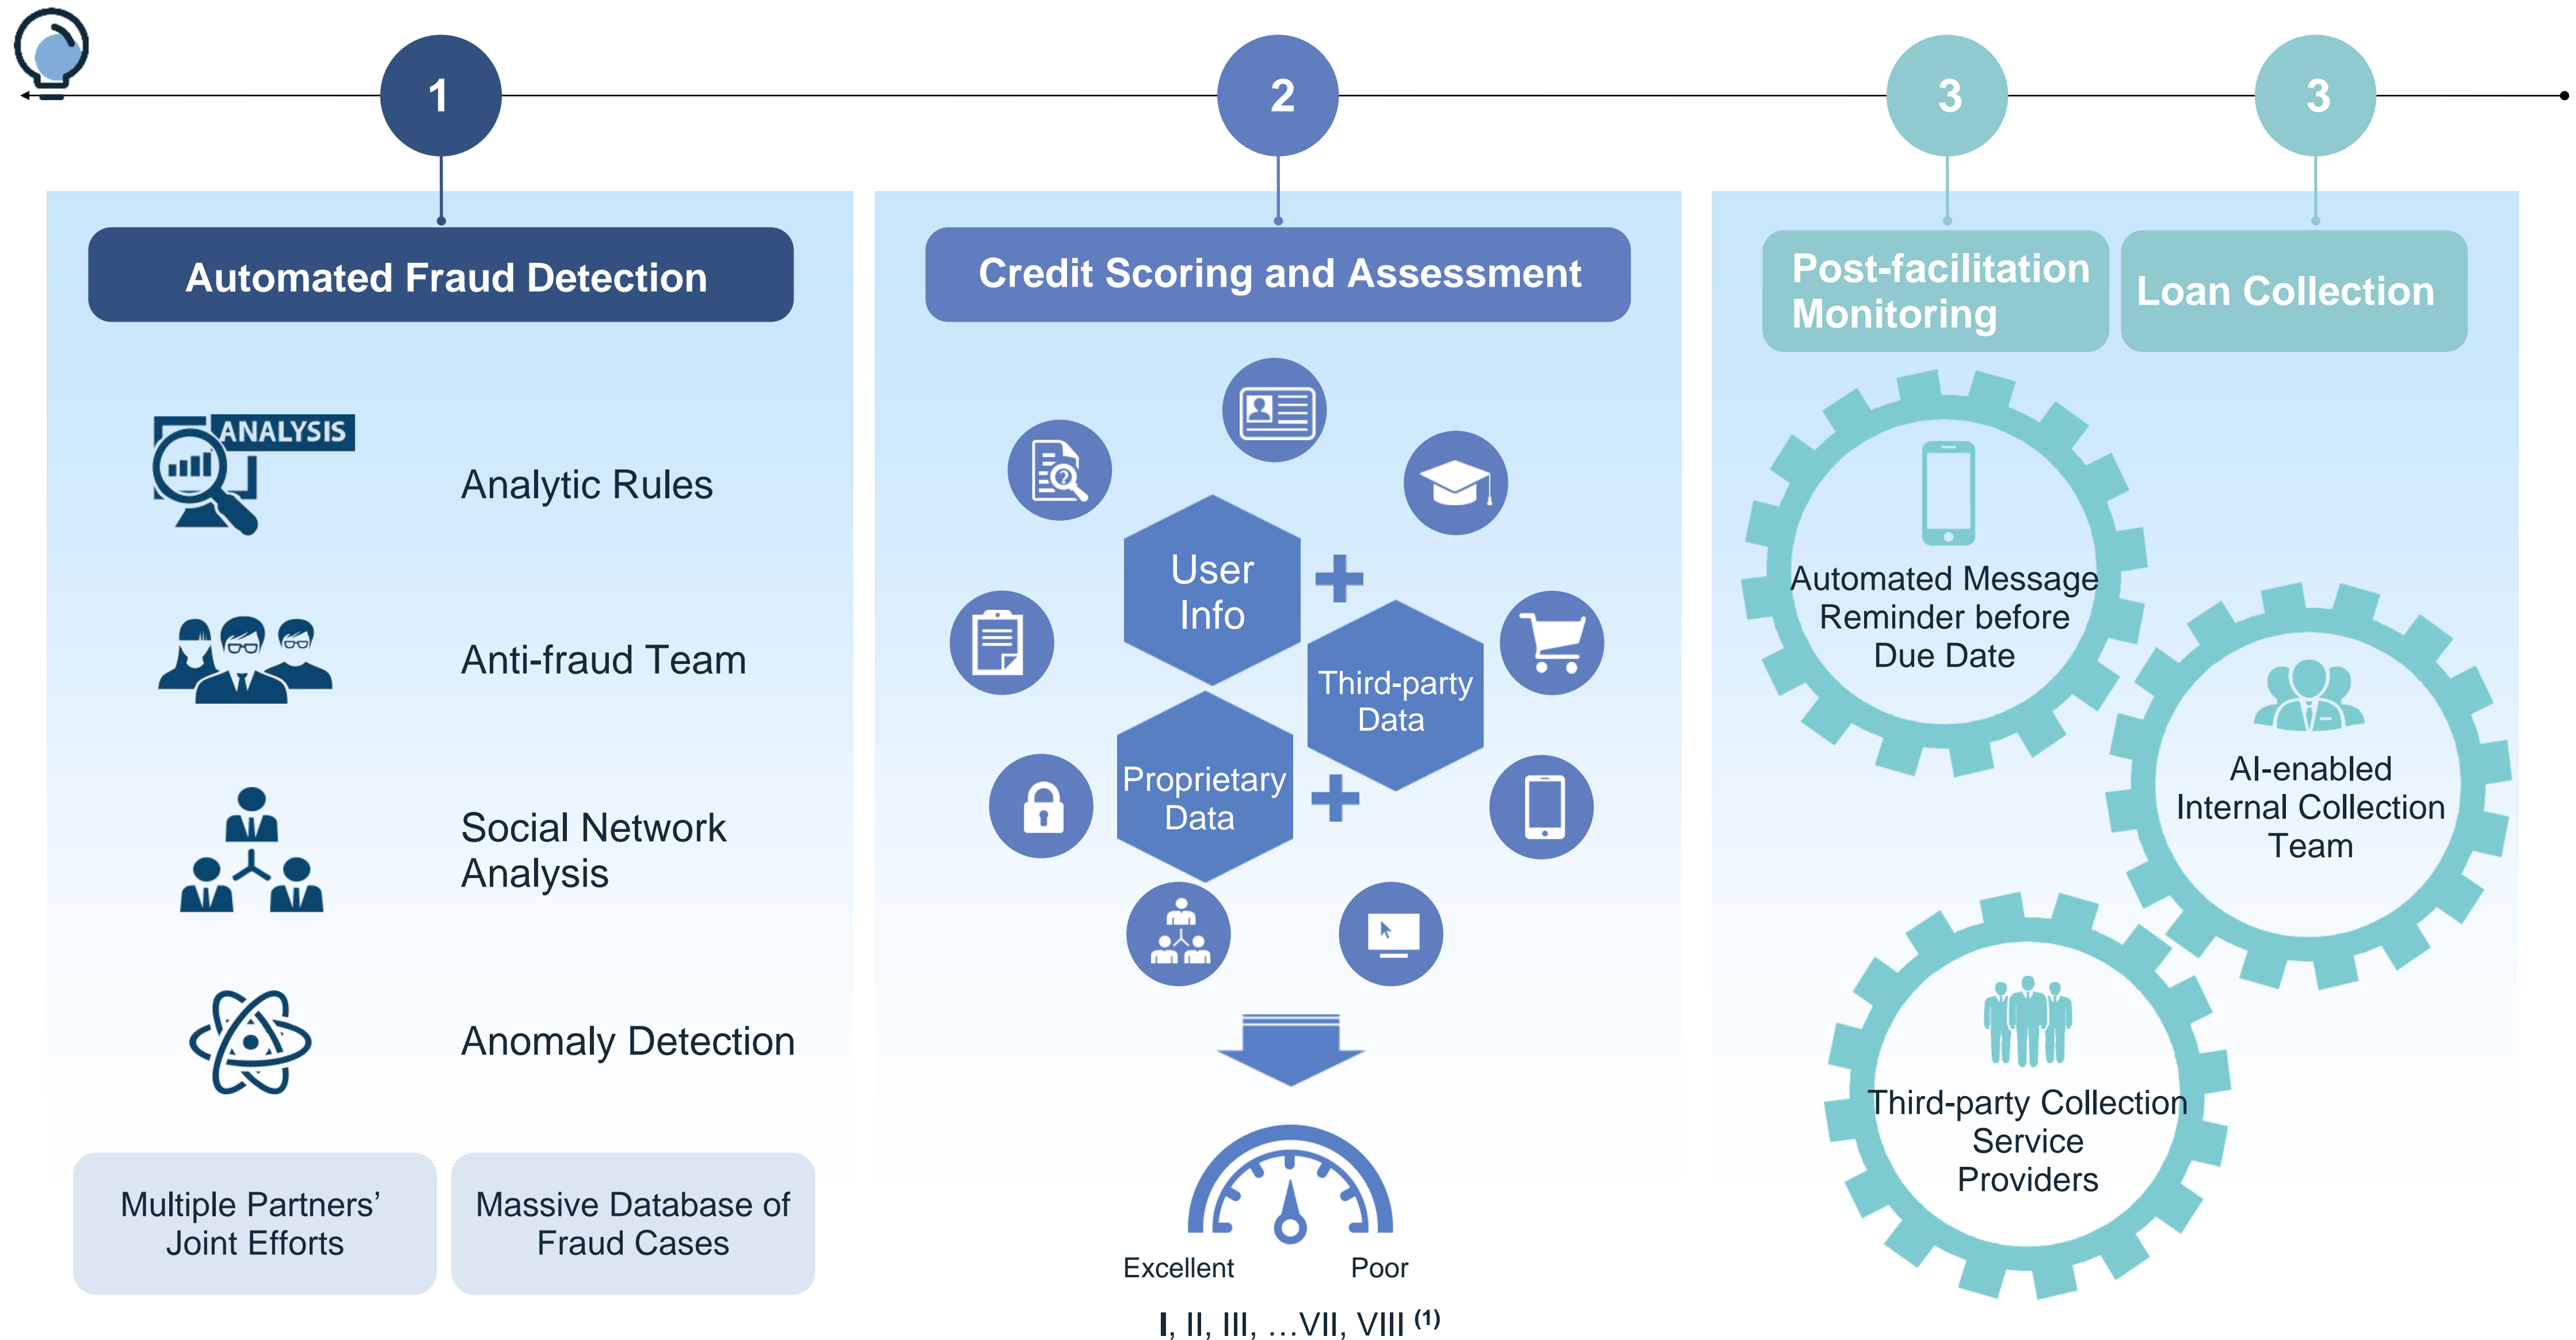 1
2
3
3
Automated Fraud Detection
ANALYSIS
Analytic Rules
Anti-fraud Team
Social Network
Analysis
Anomaly Detection
Multiple Partners’
Joint Efforts
Massive Database of
Fraud Cases
Credit Scoring and Assessment
User
Info
Third-party
Data
Proprietary
Data
Excellent
Poor
I, II, III, …VII, VIII (1)
Post-facilitation
Monitoring
Loan Collection
Automated Message
Reminder before
Due Date
AI-enabled
Internal Collection
Team
Third-party Collection
Service
Providers